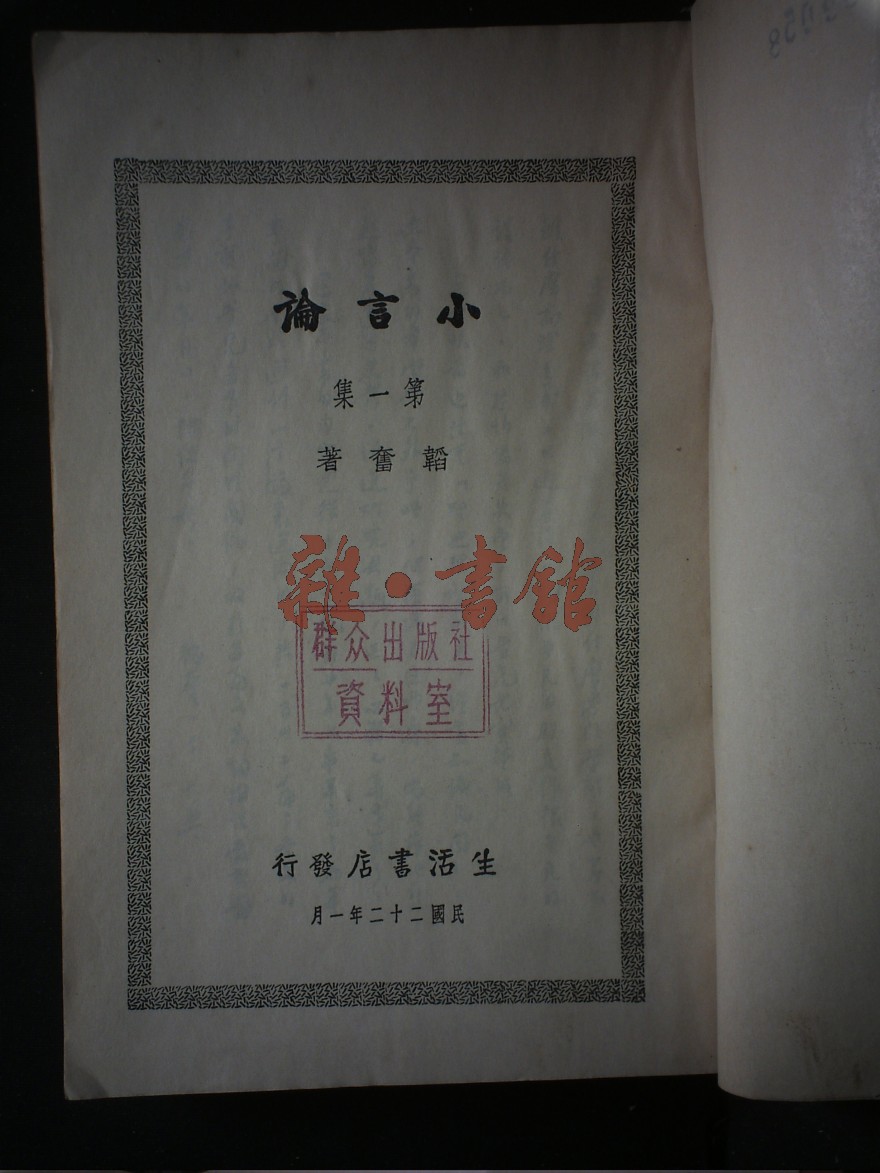 小言論
第一集
韜奮著
雜·書館
群众出版社
資料室
生活書店發行
民國二十二年一月